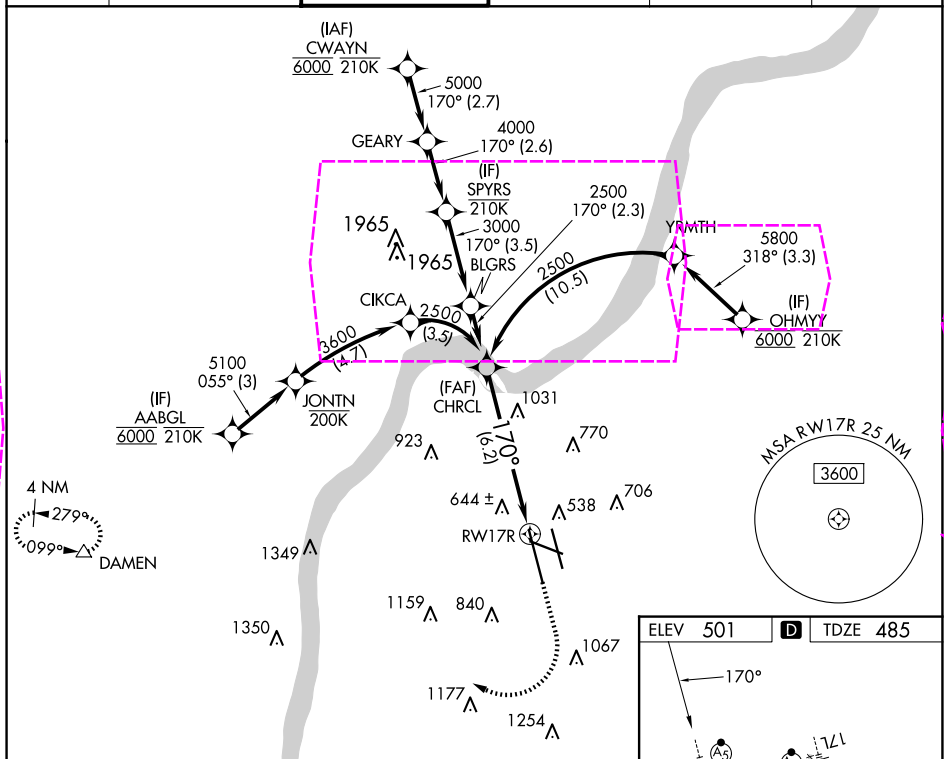 (IAF)
CWAYN
6000 210K
5000
170° (2.7)
GEARY
4000
170° (2.6)
(IF)
SPYRS
210K
3000
170° (3.5)
BLGRS
2500
170° (2.3)
1965
1965
YRMTH
5800
318° (3.3)
(IF)
OHMYY
6000 210K
2500
(10.5)
CIKCA
2500
(3.5)
3600
(4.7)
5100
055° (3)
JONTN
200K
(IF)
AABGL
6000 210K
(FAF)
CHRCL
1031
170°
(6.2)
923
770
MSA RW17R 25 NM
3600
4 NM
279°
099°
DAMEN
644 ±
538
706
RW17R
1349
1159
840
1350
1067
1177
1254
ELEV 501 D TDZE 485
170°
A5
17L